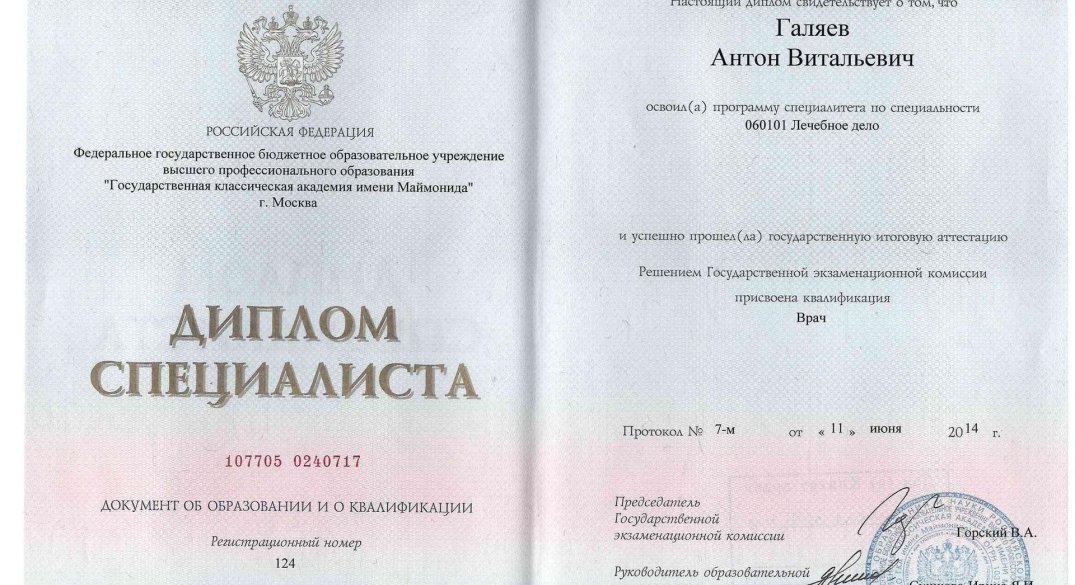 РОССИЙСКАЯ ФЕДЕРАЦИЯ
Федеральное государственное бюджетное образовательное учреждение
высшего профессионального образования
"Государственная классическая академия имени Маймонида"
г. Москва
ДИПЛОМ
СПЕЦИАЛИСТА
107705 0240717
ДОКУМЕНТ ОБ ОБРАЗОВАНИИ И О КВАЛИФИКАЦИИ
Регистрационный номер
124
Настоящий диплом свидетельствует о том, что
Галяев
Антон Витальевич
освоил(а) программу специалитета по специальности
060101 Лечебное дело
и успешно прошел(ла) государственную итоговую аттестацию
Решением Государственной экзаменационной комиссии
присвоена квалификация
Врач
Протокол № 7-м от « 11 » июня 2014 г.
Председатель
Государственной
экзаменационной комиссии
Горский В.А.
Руководитель образовательной